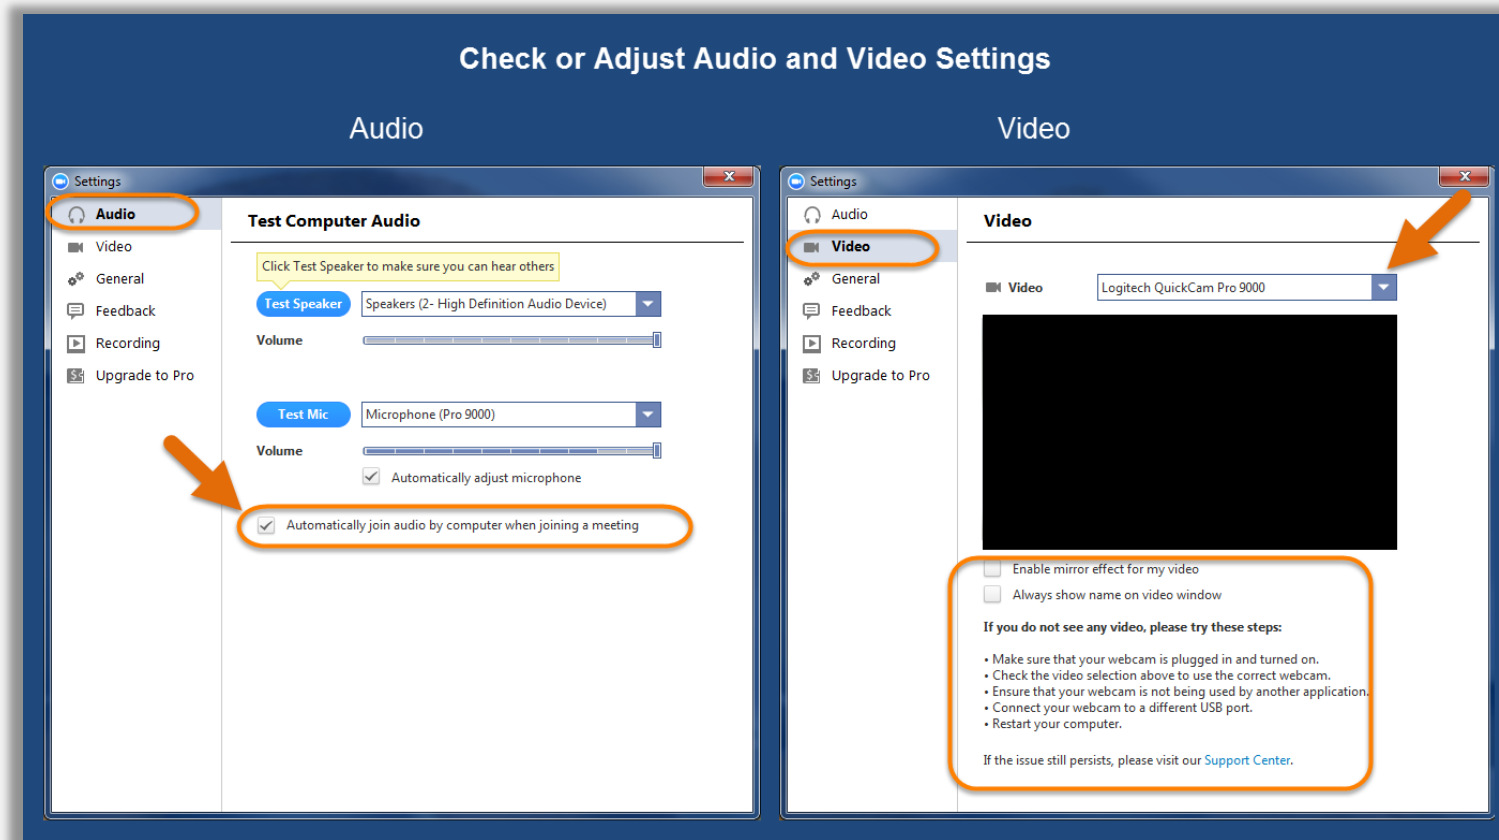 Check or Adjust Audio and Video Settings
Audio
Settings
Audio
Video
General
Feedback
Recording
Upgrade to Pro
Test Computer Audio
Click Test Speaker to make sure you can hear others
Test Speaker
Speakers (2- High Definition Audio Device)
Volume
Test Mic
Microphone (Pro 9000)
Volume
Automatically adjust microphone
Automatically join audio by computer when joining a meeting
Video
Settings
Audio
Video
General
Feedback
Recording
Upgrade to Pro
Video
Video
Logitech QuickCam Pro 9000
Enable mirror effect for my video
Always show name on video window
If you do not see any video, please try these steps:
• Make sure that your webcam is plugged in and turned on.
• Check the video selection above to use the correct webcam.
• Ensure that your webcam is not being used by another application.
• Connect your webcam to a different USB port.
• Restart your computer.
If the issue still persists, please visit our Support Center.